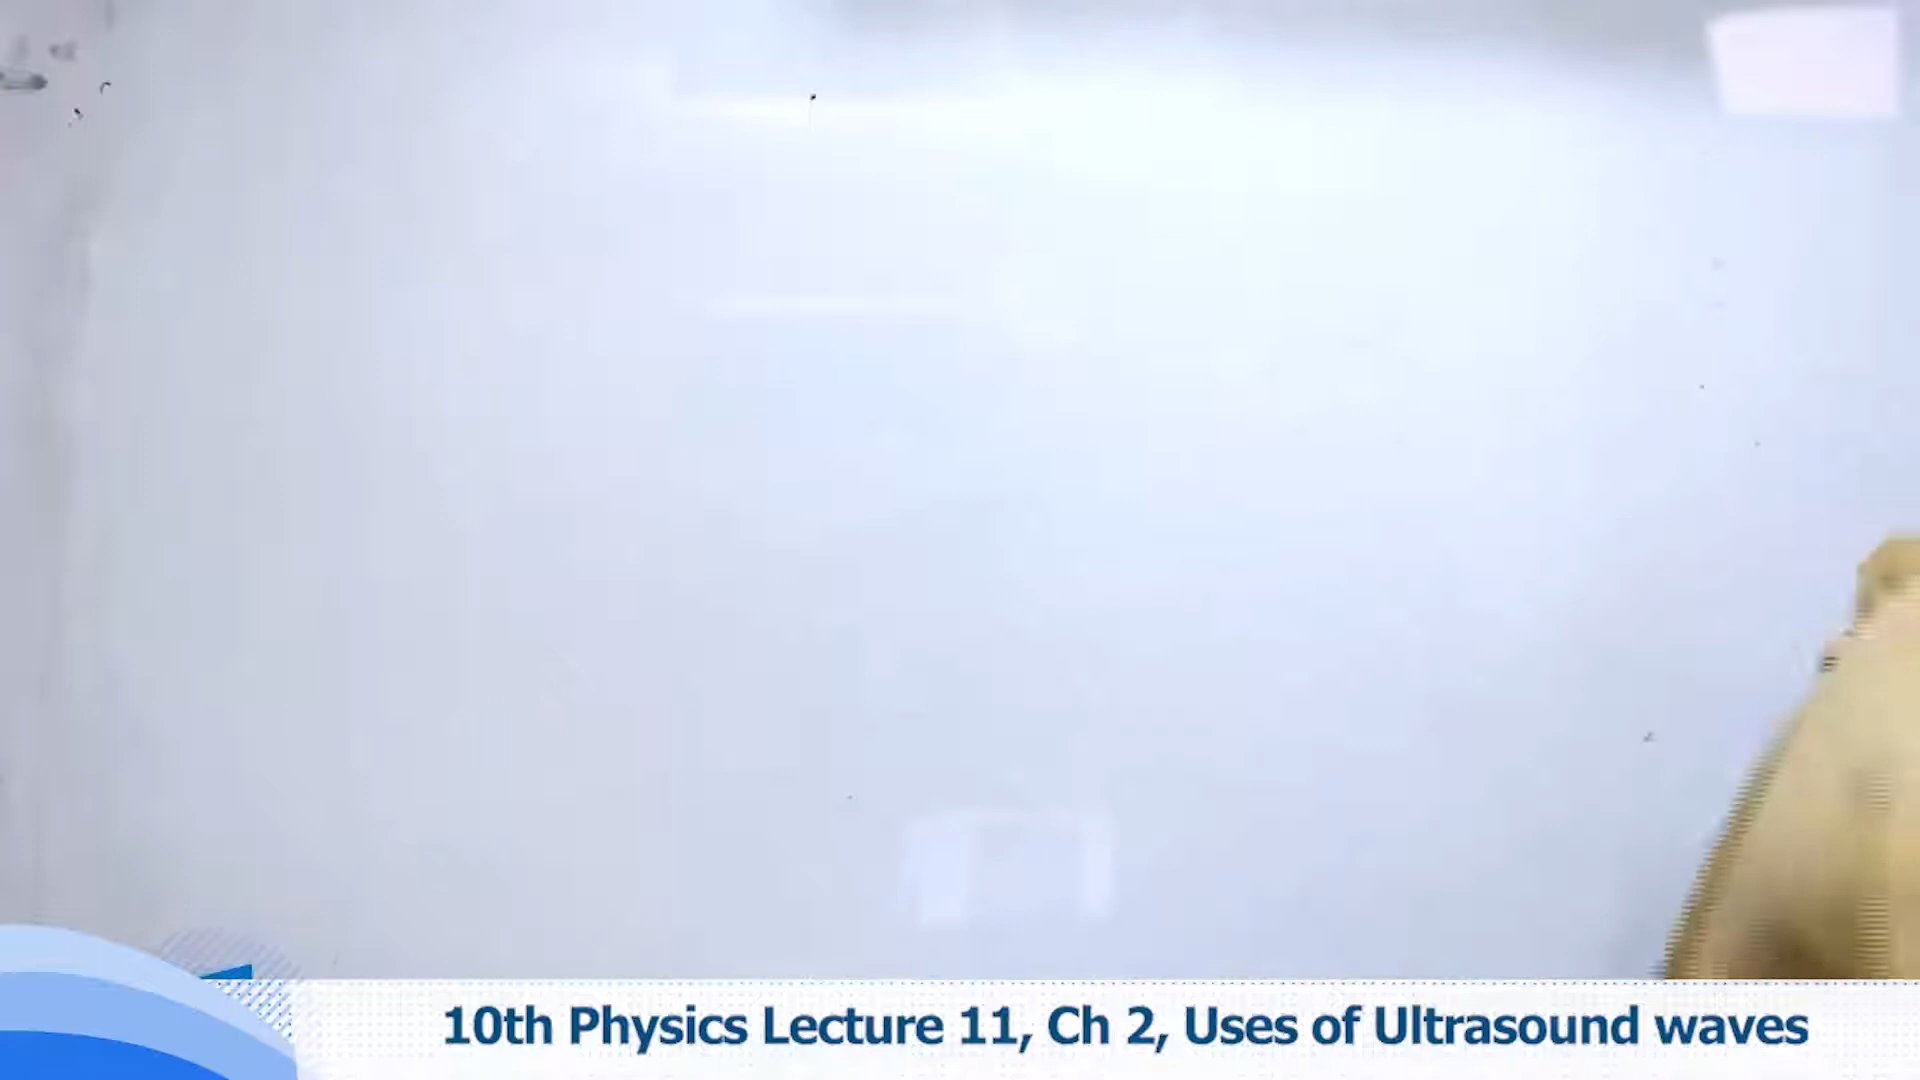 10th Physics Lecture 11, Ch 2, Uses of Ultrasound waves